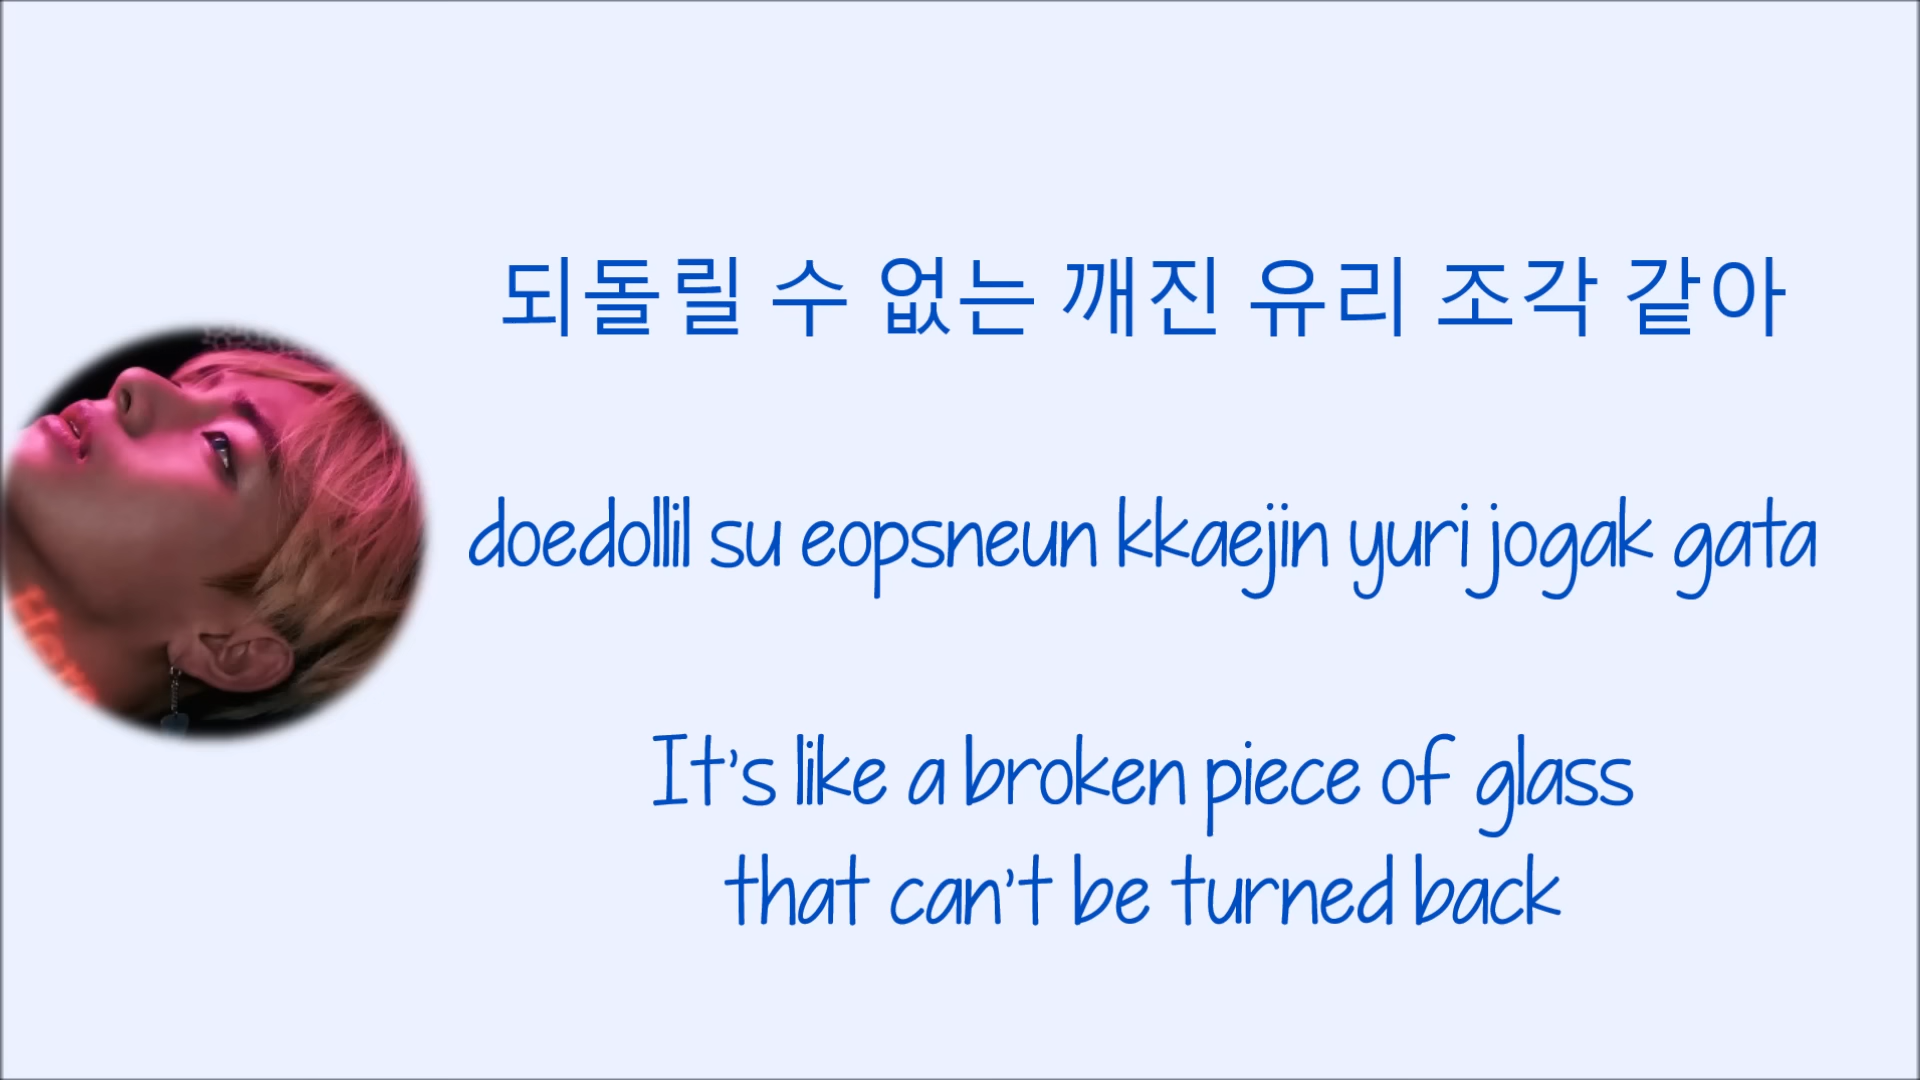 되돌릴 수 없는 깨진 유리 조각 같아
doedollil su eopsneun kkaejin yuri jogak gata
It's like a broken piece of glass
that can't be turned back